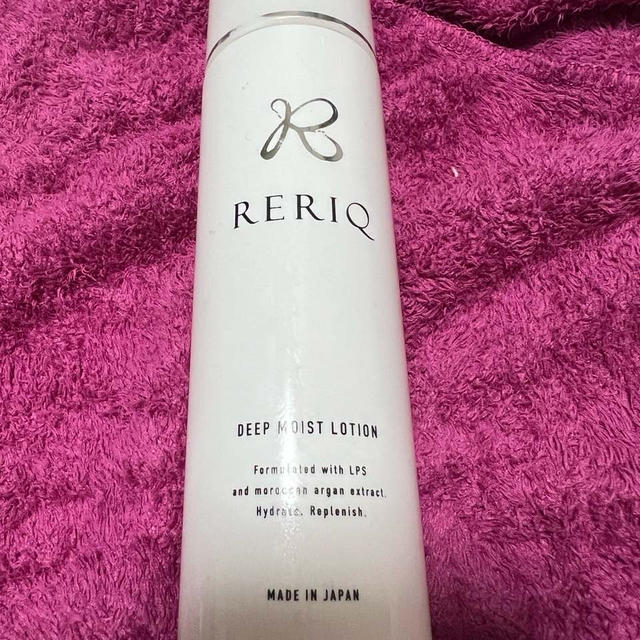 RERIQ
DEEP MOIST LOTION
Formulated with LPS
and moroccan argan extract.
Hydrate. Replenish.
MADE IN JAPAN